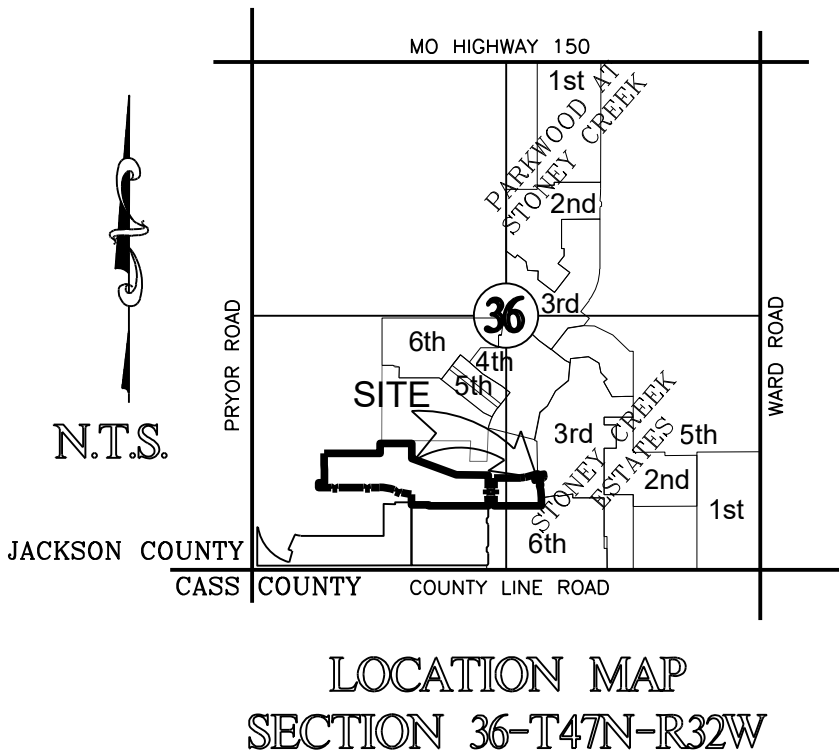 MO HIGHWAY 150
1st
PARKWOOD AT
STONEY CREEK
2nd
3rd
36
6th
4th
5th
SITE
PRYOR ROAD
WARD ROAD
N.T.S.
3rd
STONEY CREEK
ESTATES
5th
2nd
1st
6th
JACKSON COUNTY
CASS COUNTY
COUNTY LINE ROAD
LOCATION MAP
SECTION 36-T47N-R32W